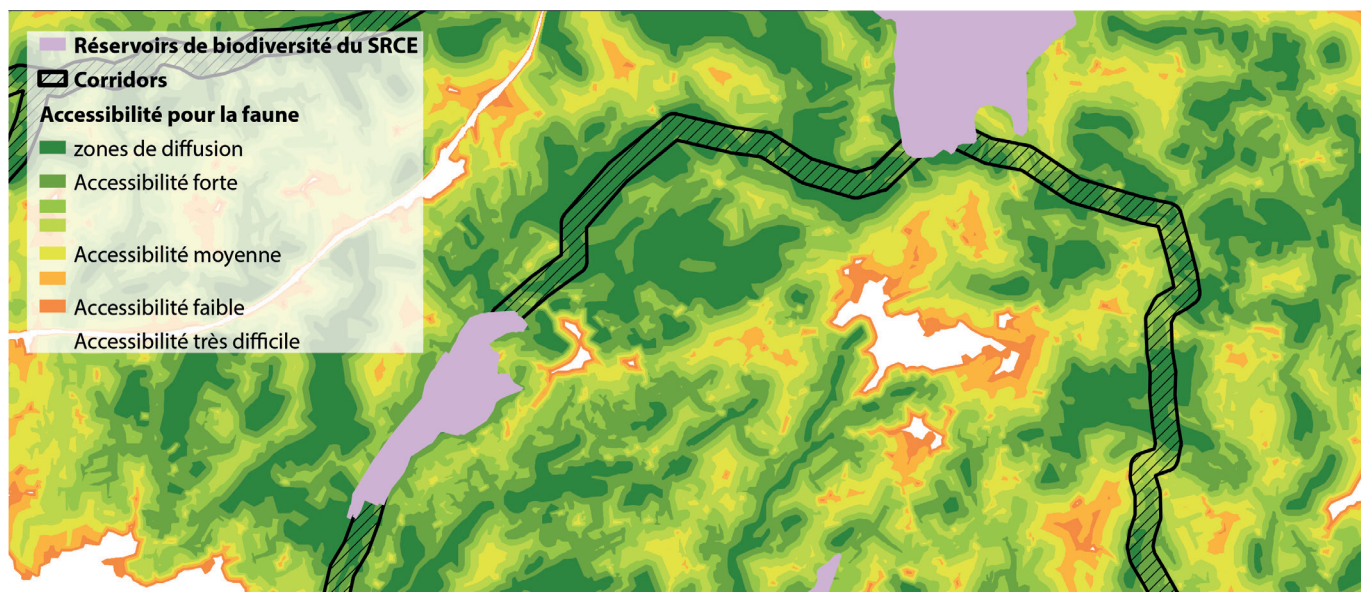 Réservoirs de biodiversité du SRCE
Corridors
Accessibilité pour la faune
zones de diffusion
Accessibilité forte
Accessibilité moyenne
Accessibilité faible
Accessibilité très difficile